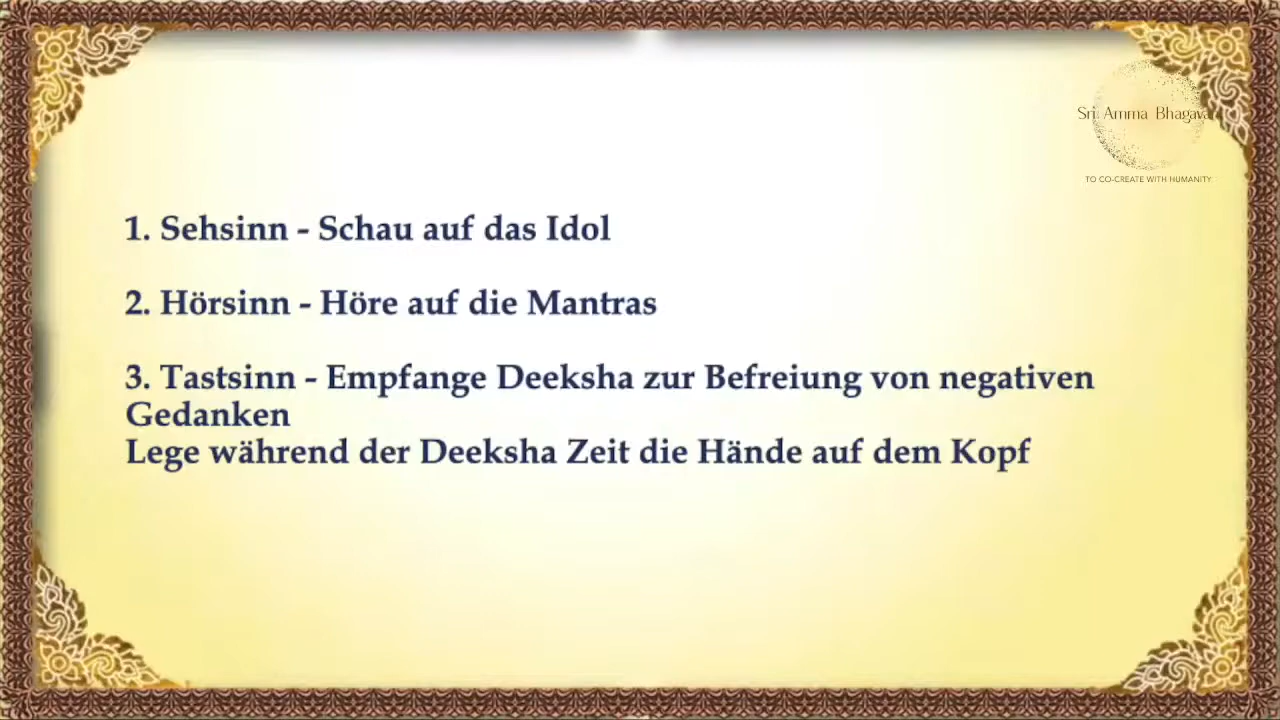 Sri Amma Bhagava
TO CO-CREATE WITH HUMANITY
1. Sehsinn - Schau auf das Idol
2. Hörsinn - Höre auf die Mantras
3. Tastsinn - Empfange Deeksha zur Befreiung von negativen
Gedanken
Lege während der Deeksha Zeit die Hände auf dem Kopf